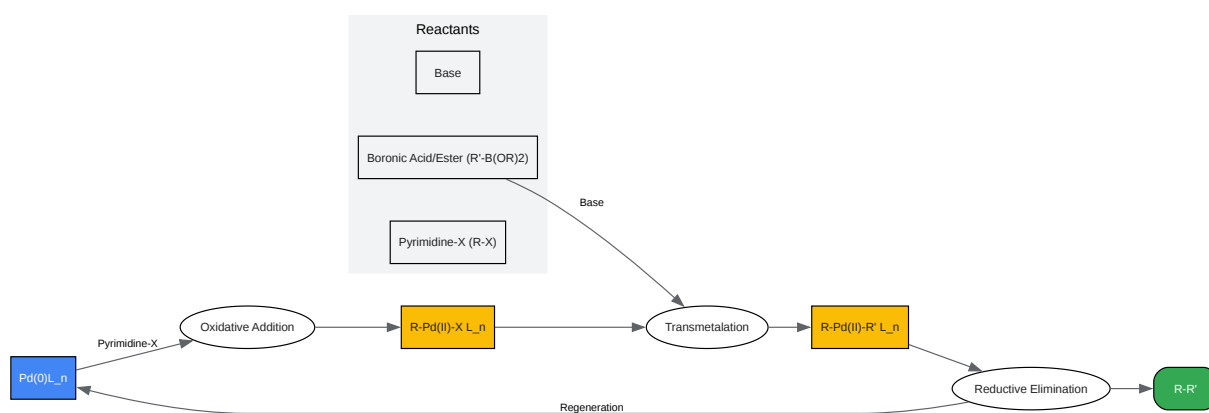 Reactants
Base
Boronic Acid/Ester (R'-B(OR)2)
Base
Pyrimidine-X (R-X)
Oxidative Addition
R-Pd(II)-X L_n
Transmetalation
R-Pd(II)-R' L_n
Pyrimidine-X
Pd(0)L_n
Reductive Elimination
R-R'
Regeneration